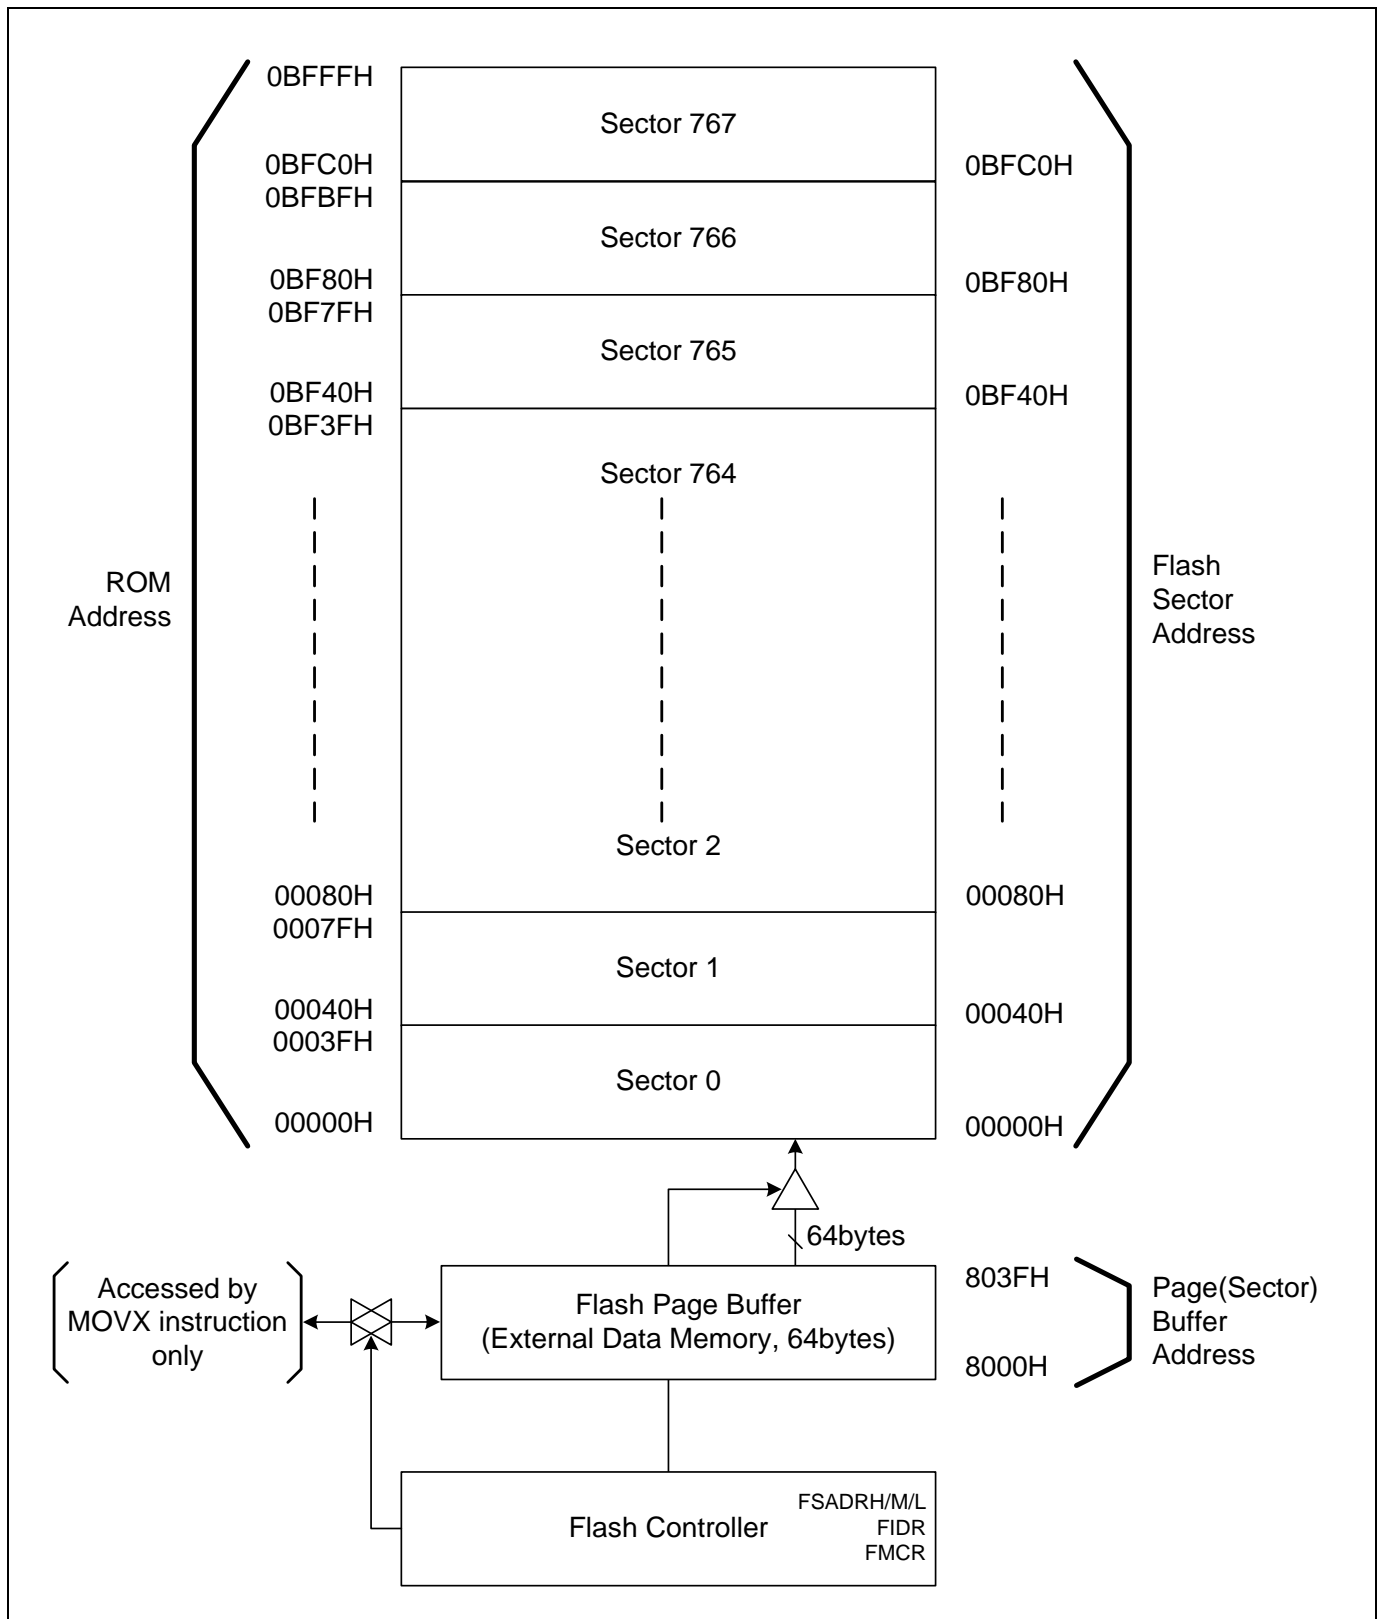 0BFFFH
Sector 767
0BFC0H
0BFC0H
0BFBFH
Sector 766
0BF80H
0BF80H
0BF7FH
Sector 765
0BF40H
0BF40H
0BF3FH
Sector 764
ROM
Address
Flash
Sector
Address
Sector 2
00080H
00080H
0007FH
Sector 1
00040H
00040H
0003FH
Sector 0
00000H
00000H
64bytes
Accessed by
MOVX instruction
only
Flash Page Buffer
(External Data Memory, 64bytes)
803FH
8000H
Page(Sector)
Buffer
Address
Flash Controller
FSADRH/M/L
FIDR
FMCR